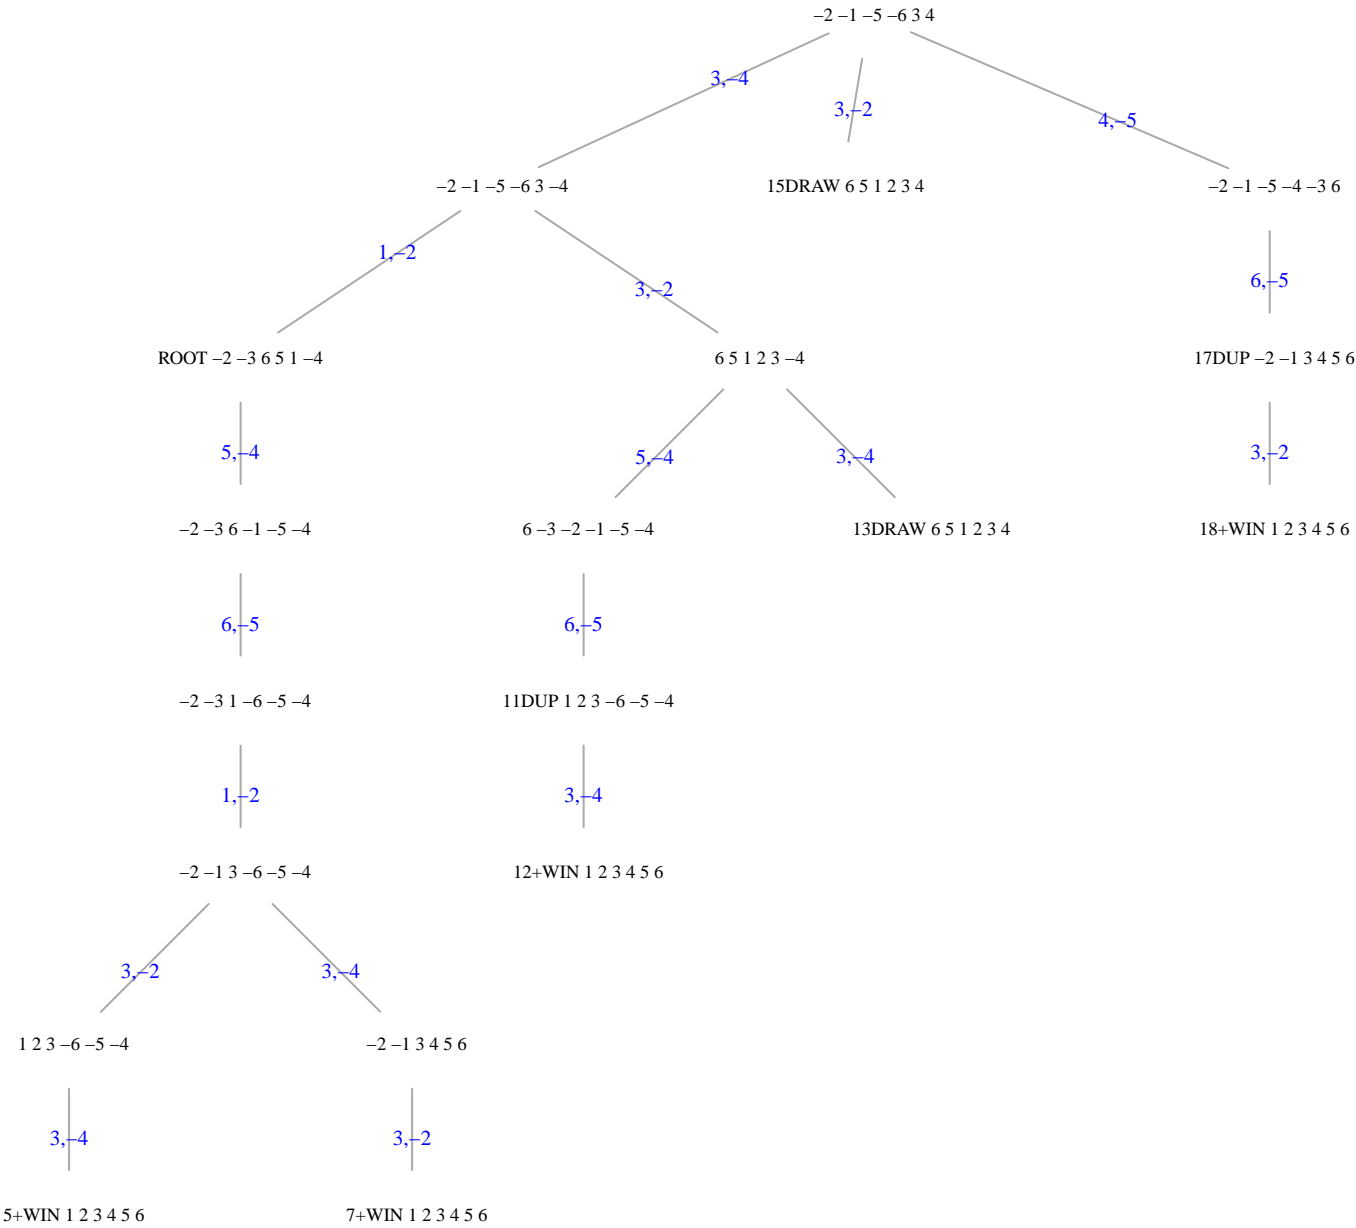 –2 –1 –5 –6 3 4
3,–4
3,–2
4,–5
–2 –1 –5 –6 3 –4
15DRAW 6 5 1 2 3 4
–2 –1 –5 –4 –3 6
1,–2
3,–2
6,–5
ROOT –2 –3 6 5 1 –4
6 5 1 2 3 –4
17DUP –2 –1 3 4 5 6
5,–4
5,–4
3,–4
3,–2
–2 –3 6 –1 –5 –4
6 –3 –2 –1 –5 –4
13DRAW 6 5 1 2 3 4
18+WIN 1 2 3 4 5 6
6,–5
6,–5
–2 –3 1 –6 –5 –4
11DUP 1 2 3 –6 –5 –4
1,–2
3,–4
–2 –1 3 –6 –5 –4
12+WIN 1 2 3 4 5 6
3,–2
3,–4
1 2 3 –6 –5 –4
–2 –1 3 4 5 6
3,–4
3,–2
5+WIN 1 2 3 4 5 6
7+WIN 1 2 3 4 5 6